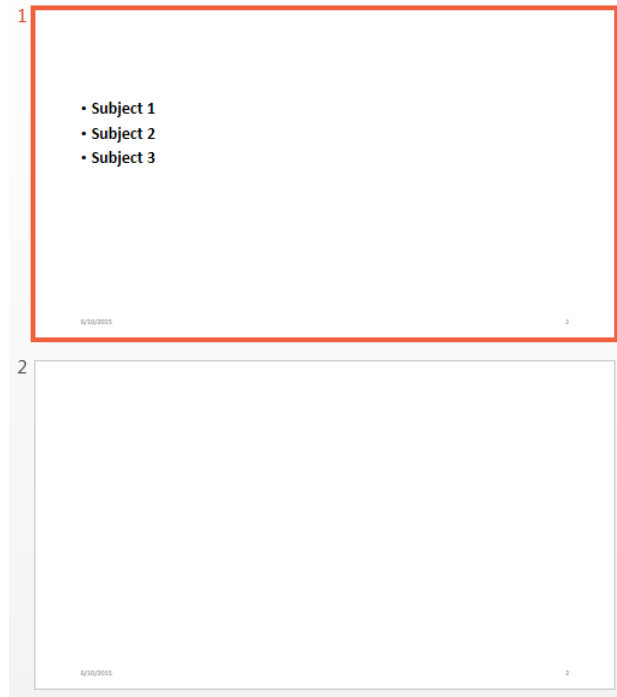 1
• Subject 1
• Subject 2
• Subject 3
6/10/2015 1
2
6/10/2015 2